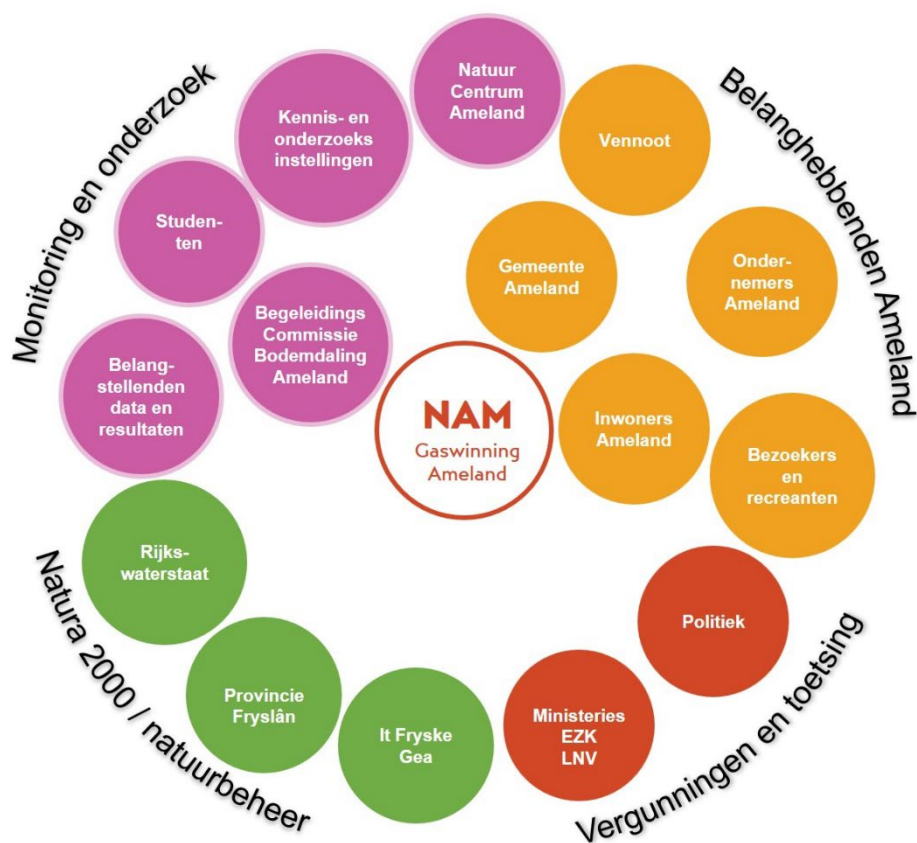 Monitoring en onderzoek
Natuur
Centrum
Ameland
Kennis- en
onderzoeks
instellingen
Studen-
ten
Begeleidings
Commissie
Bodemdaling
Ameland
Belang-
stellenden
data en
resultaten
Belanghebbenden Ameland
Vennoot
Gemeente
Ameland
Onder-
nemers
Ameland
Inwoners
Ameland
Bezoekers
en
recreanten
NAM
Gaswinning
Ameland
Natura 2000 / natuurbeheer
Rijks-
waterstaat
Provincie
Fryslân
It Fryske
Gea
Vergunningen en toetsing
Politiek
Ministeries
EZK
LNV